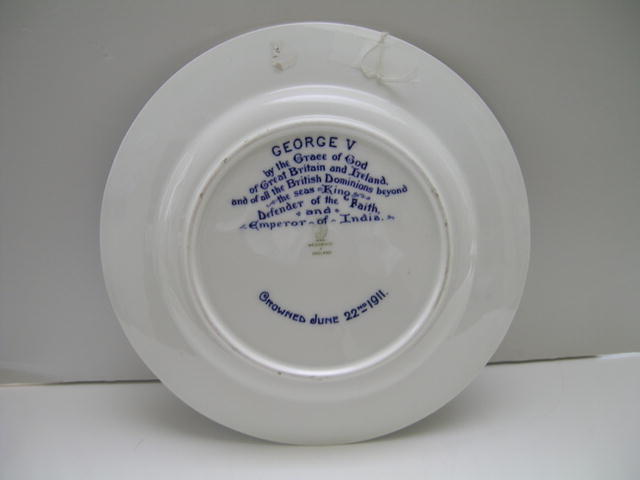 GEORGE V
by the Grace of God
of Great Britain and Ireland,
and of all the British Dominions beyond
the seas King
Defender of the Faith,
and
Emperor of India.
ENGLAND
Crowned June 22ND 1911.